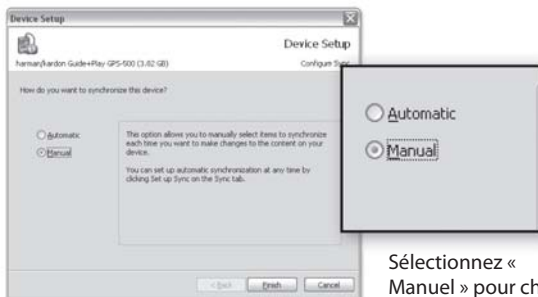 Device Setup
Device Setup
harman/kardon Guide+Play GPS-500 (3.82 GB)
Configure Sync
How do you want to synchronize this device?
Automatic
Manual
This option allows you to manually select items to synchronize
each time you want to make changes to the content on your
device.
You can set up automatic synchronization at any time by
clicking Set up Sync on the Sync tab.
< Back
Finish
Cancel
Automatic
Manual
Sélectionnez «
Manuel » pour ch